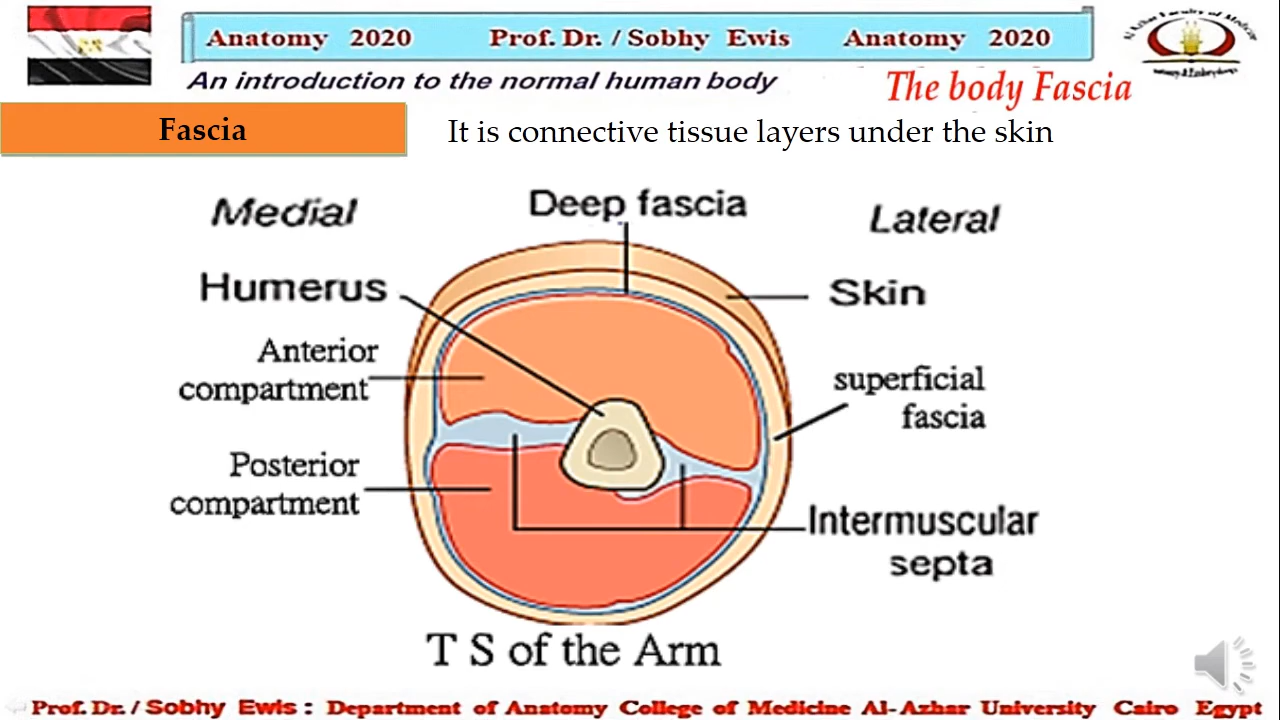 Anatomy 2020 Prof. Dr. / Sobhy Ewis Anatomy 2020
An introduction to the normal human body
The body Fascia
Fascia
It is connective tissue layers under the skin
Medial
Deep fascia
Lateral
Humerus
Skin
Anterior
compartment
superficial
fascia
Posterior
compartment
Intermuscular
septa
T S of the Arm
Prof. Dr. / Sobhy Ewis : Department of Anatomy College of Medicine Al-Azhar University Cairo Egypt